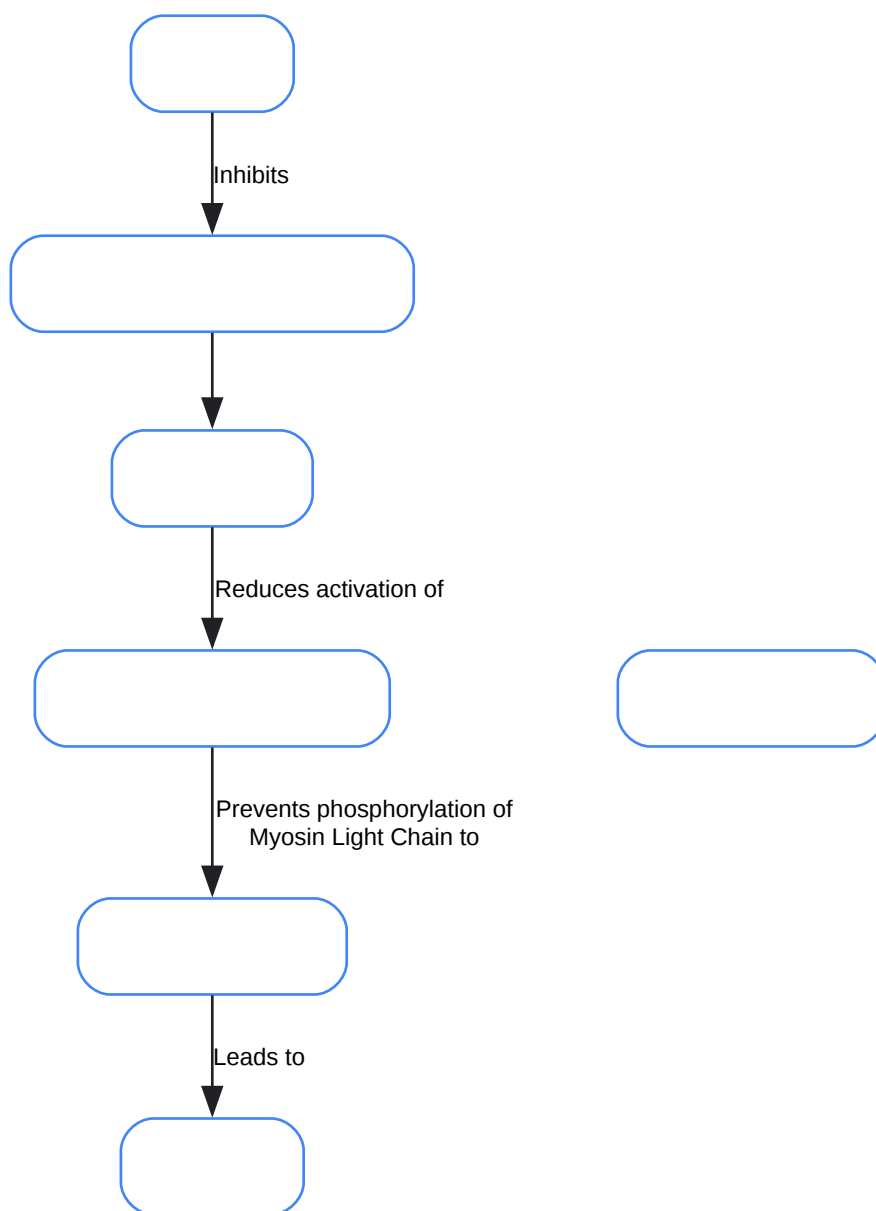 Inhibits
Reduces activation of
Prevents phosphorylation of
Myosin Light Chain to
Leads to